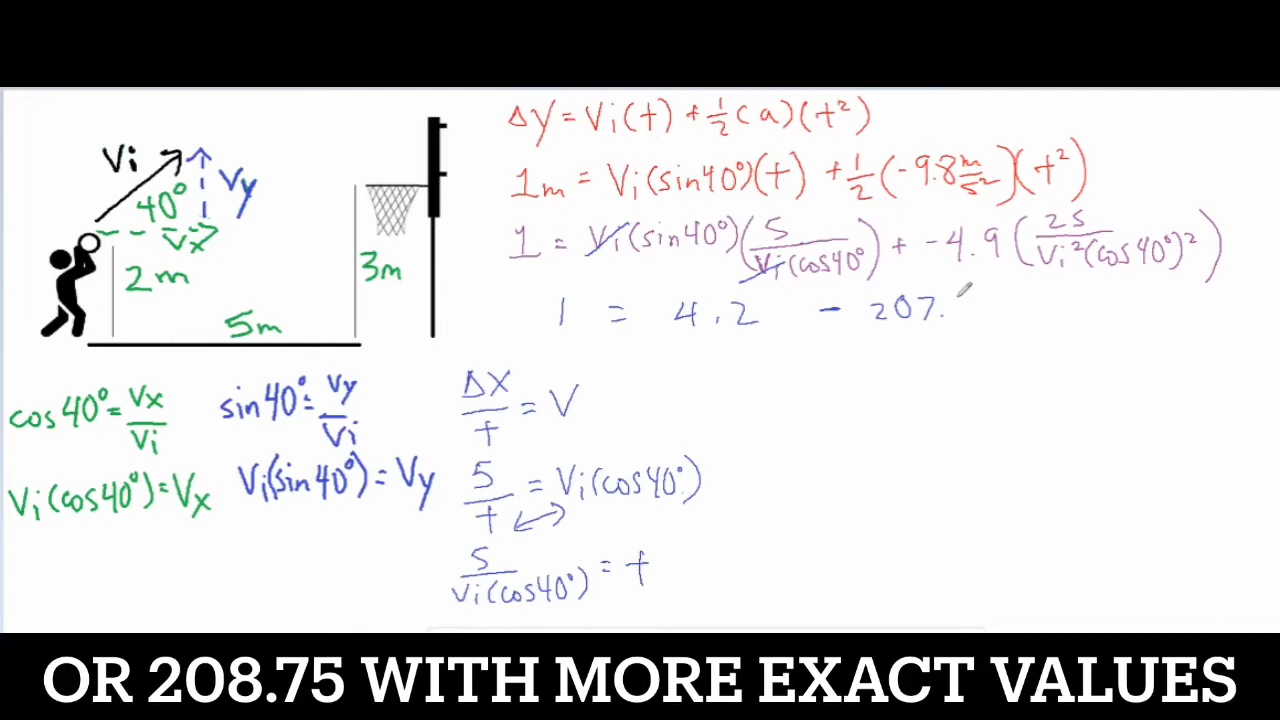 Vi
Vy
40°
Vx
2m
3m
5m
Δy = Vi(t) + 1/2(a)(t²)
1m = Vi(sin40°)(t) + 1/2(-9.8 m/s²)(t²)
1 = Vi(sin40°)(5/Vi(cos40°)) + -4.9(25/Vi²(cos40°)²)
1 = 4.2 - 207.
cos40° = Vx/Vi
Vi(cos40°) = Vx
sin40° = Vy/Vi
Vi(sin40°) = Vy
Δx/t = V
5/t = Vi(cos40°)
5/Vi(cos40°) = t
OR 208.75 WITH MORE EXACT VALUES